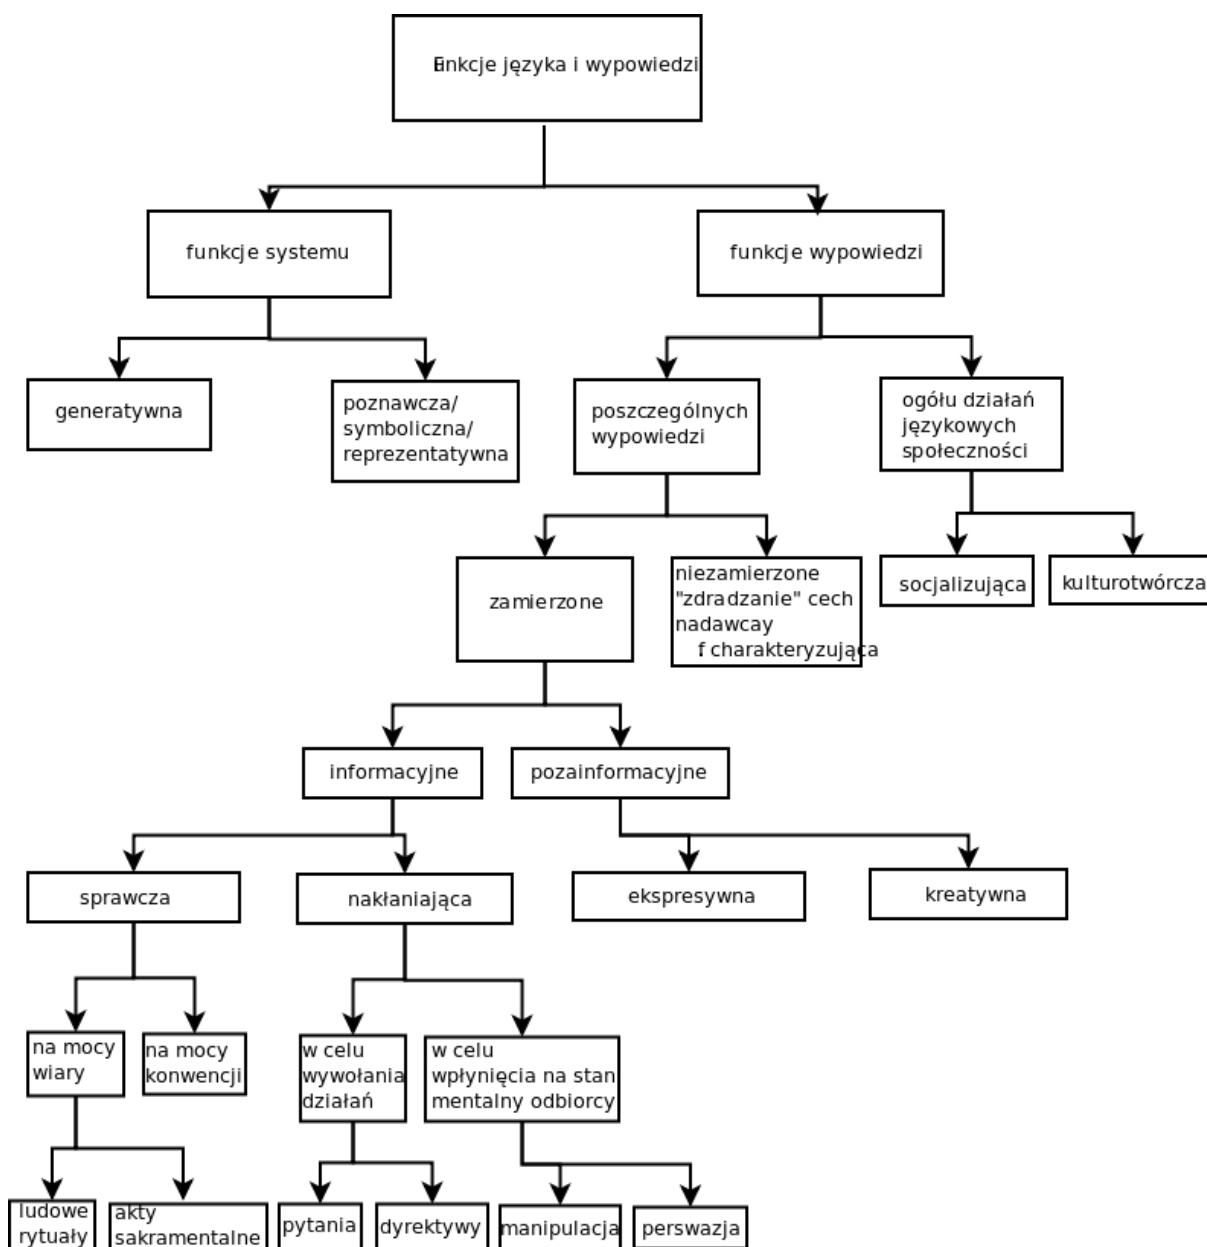 Funkcje języka i wypowiedzi
funkcje systemu
funkcje wypowiedzi
generatywna
poznawcza/
symboliczna/
reprezentatywna
poszczególnych
wypowiedzi
ogółu działań
językowych
społeczności
zamierzone
niezamierzone
"zdradzanie" cech
nadawcay
f charakteryzująca
socjalizująca
kulturotwórcza
informacyjne
pozainformacyjne
sprawcza
nakłaniająca
ekspresywna
kreatywna
na mocy
wiary
na mocy
konwencji
w celu
wywołania
działań
w celu
wpłynięcia na stan
mentalny odbiorcy
ludowe
rytuały
akty
sakramentalne
pytania
dyrektywy
manipulacja
perswazja